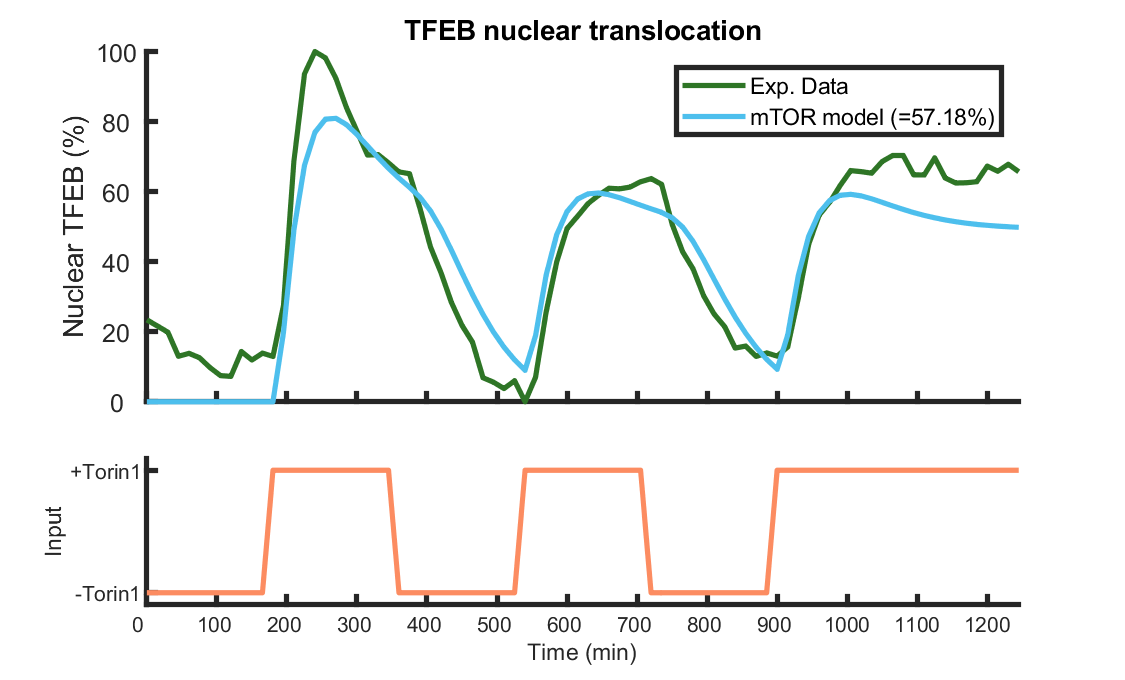 TFEB nuclear translocation
100
80
60
40
20
0
Nuclear TFEB (%)
Exp. Data
mTOR model (=57.18%)
+Torin1
-Torin1
Input
0 100 200 300 400 500 600 700 800 900 1000 1100 1200
Time (min)